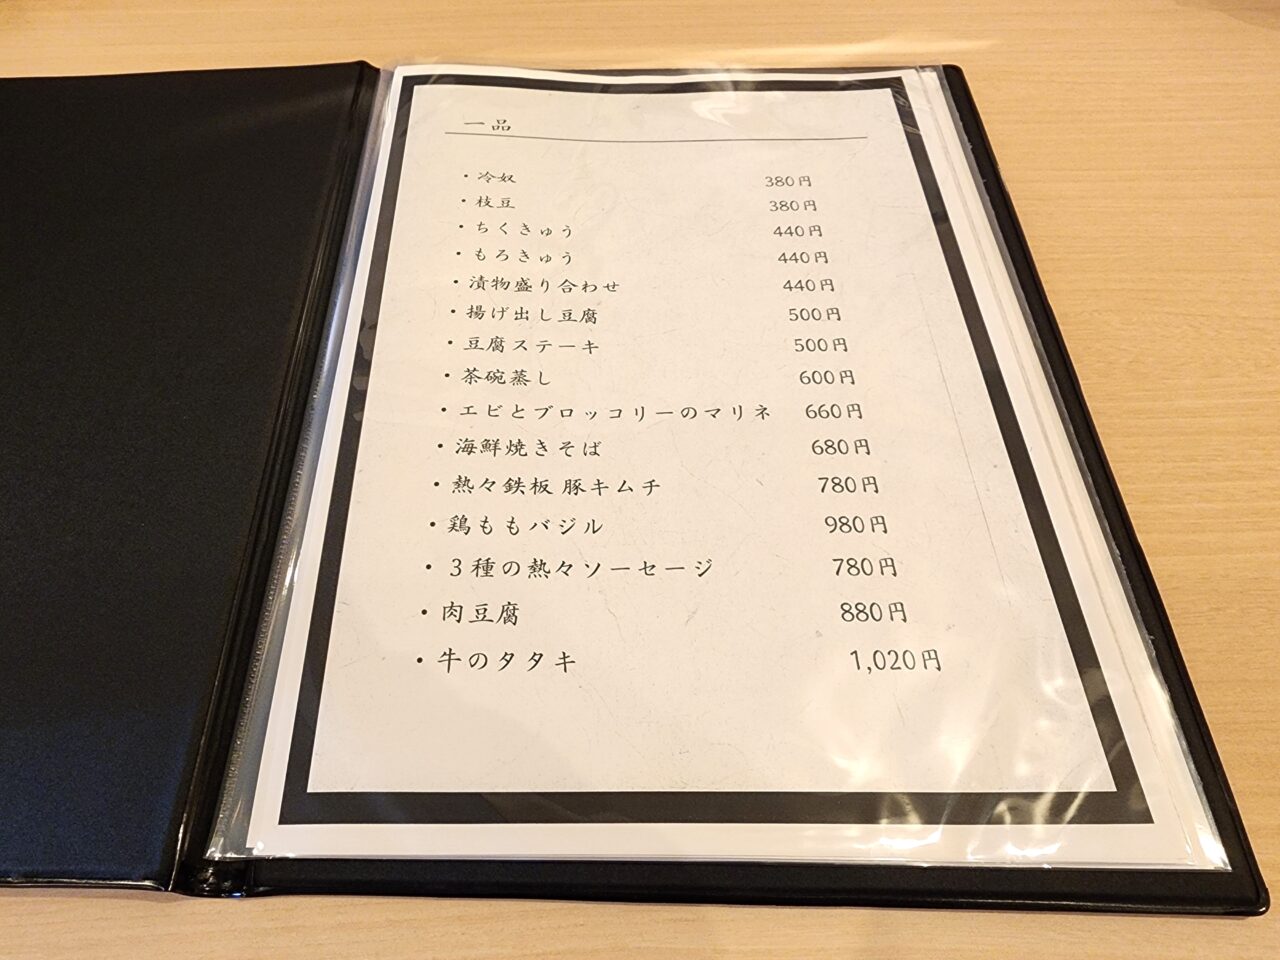 一品
・冷奴 380円
・枝豆 380円
・ちくきゅう 440円
・もろきゅう 440円
・漬物盛り合わせ 440円
・揚げ出し豆腐 500円
・豆腐ステーキ 500円
・茶碗蒸し 600円
・エビとブロッコリーのマリネ 660円
・海鮮焼きそば 680円
・熱々鉄板 豚キムチ 780円
・鶏ももバジル 980円
・3種の熱々ソーセージ 780円
・肉豆腐 880円
・牛のタタキ 1,020円